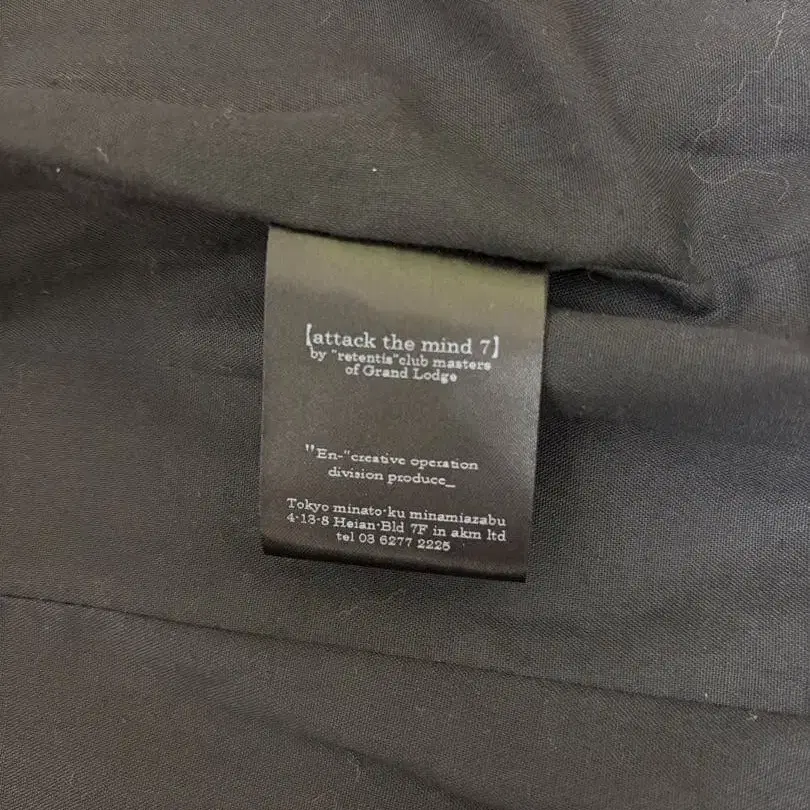 【attack the mind 7】
by "retentis"club masters
of Grand Lodge
"En-"creative operation
division produce_
Tokyo minato·ku minamiazabu
4·13·8 Heian·Bld 7F in akm ltd
tel 03 6277 2225